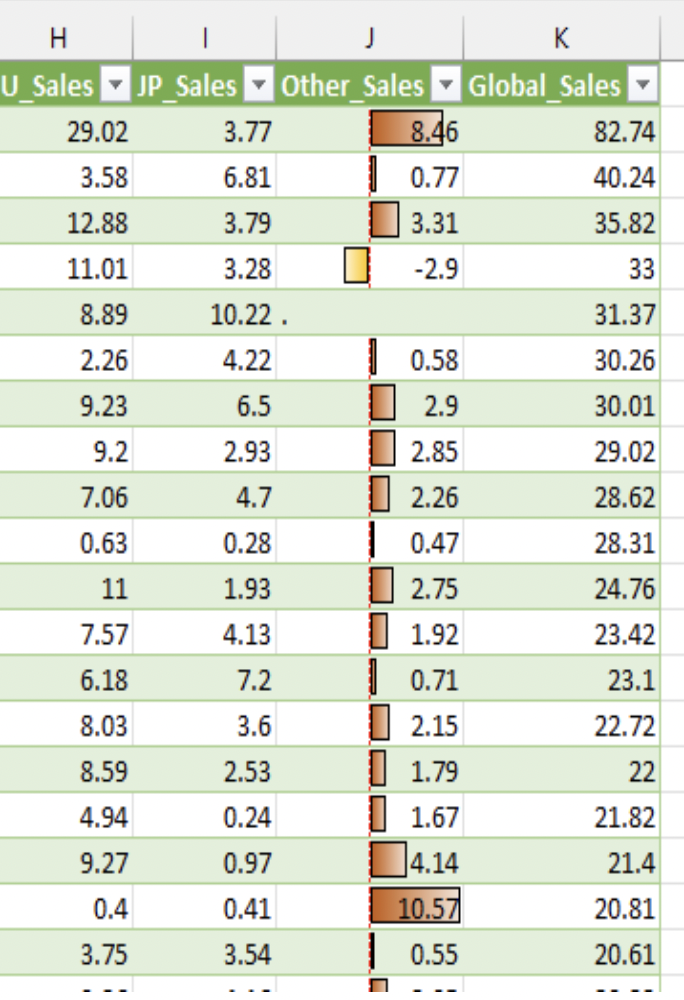 H I J K
U_Sales JP_Sales Other_Sales Global_Sales
29.02 3.77 8.46 82.74
3.58 6.81 0.77 40.24
12.88 3.79 3.31 35.82
11.01 3.28 -2.9 33
8.89 10.22 . 31.37
2.26 4.22 0.58 30.26
9.23 6.5 2.9 30.01
9.2 2.93 2.85 29.02
7.06 4.7 2.26 28.62
0.63 0.28 0.47 28.31
11 1.93 2.75 24.76
7.57 4.13 1.92 23.42
6.18 7.2 0.71 23.1
8.03 3.6 2.15 22.72
8.59 2.53 1.79 22
4.94 0.24 1.67 21.82
9.27 0.97 4.14 21.4
0.4 0.41 10.57 20.81
3.75 3.54 0.55 20.61